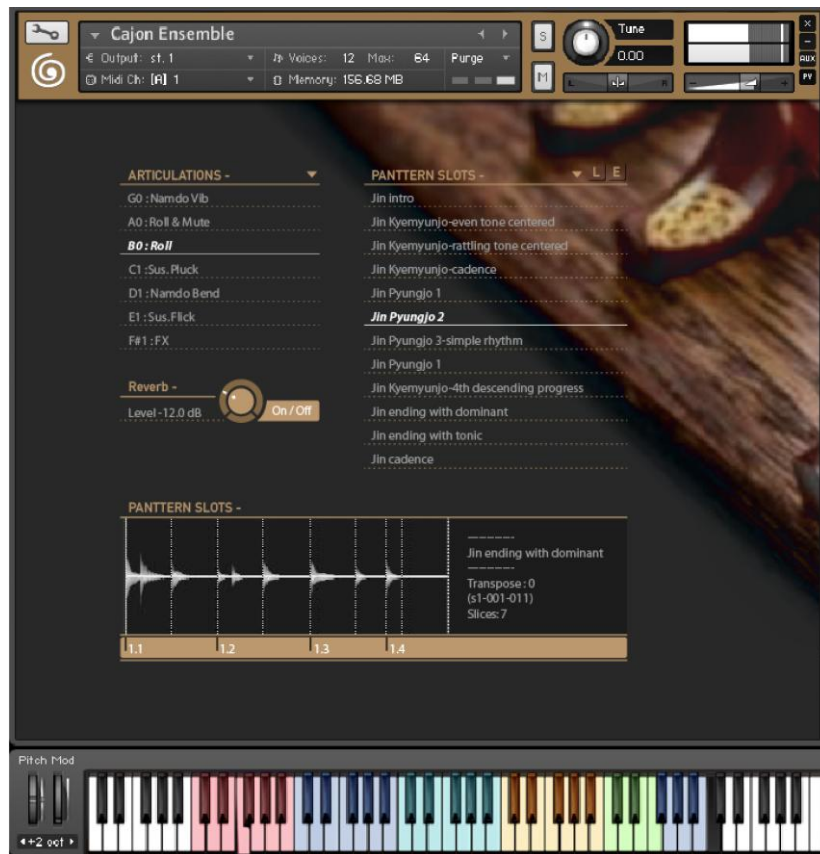 Cajon Ensemble
Output: st. 1
Voices: 12 Max: 64 Purge
Midi Ch: [A] 1
Memory: 156.68 MB
S
M
Tune
0.00
L R
- +
×
-
AUX
PV
ARTICULATIONS -
G0 : Namdo Vib
A0 : Roll & Mute
B0 : Roll
C1 : Sus. Pluck
D1 : Namdo Bend
E1 : Sus. Flick
F#1 : FX
Reverb -
Level -12.0 dB
On / Off
PANTTERN SLOTS -
L E
Jin intro
Jin Kyemyunjo-even tone centered
Jin Kyemyunjo-rattling tone centered
Jin Kyemyunjo-cadence
Jin Pyungjo 1
Jin Pyungjo 2
Jin Pyungjo 3-simple rhythm
Jin Pyungjo 1
Jin Kyemyunjo-4th descending progress
Jin ending with dominant
Jin ending with tonic
Jin cadence
PANTTERN SLOTS -
-------
Jin ending with dominant
-------
Transpose : 0
(s1-001-011)
Slices: 7
1.1 1.2 1.3 1.4
Pitch Mod
+2 oct